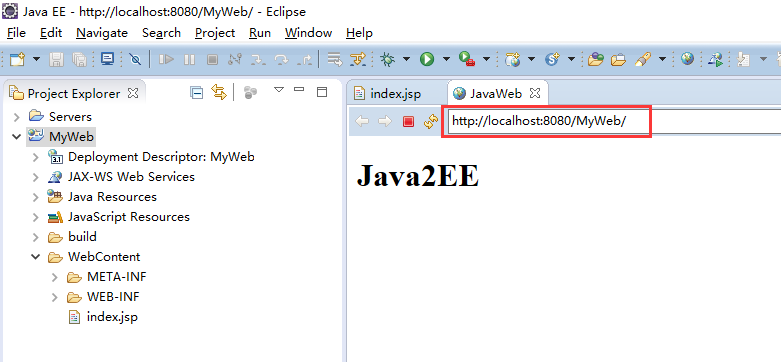 Java EE - http://localhost:8080/MyWeb/ - Eclipse
File Edit Navigate Search Project Run Window Help
Project Explorer
Servers
MyWeb
Deployment Descriptor: MyWeb
JAX-WS Web Services
Java Resources
JavaScript Resources
build
WebContent
META-INF
WEB-INF
index.jsp
index.jsp JavaWeb
http://localhost:8080/MyWeb/
Java2EE